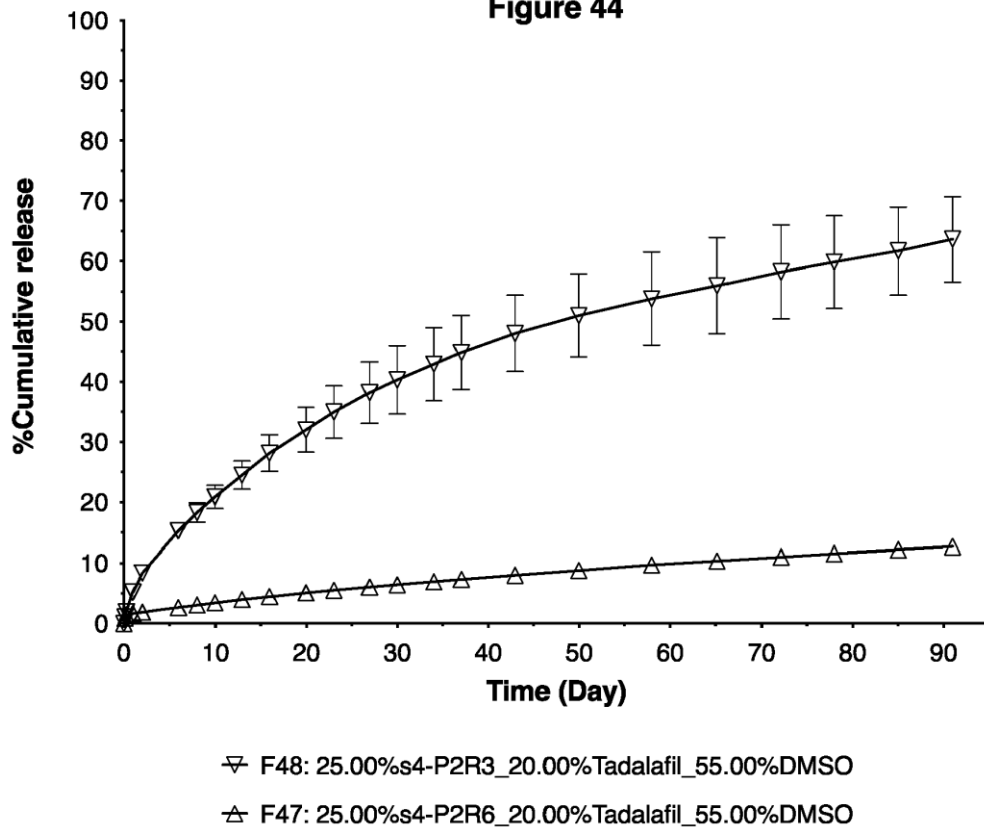 Figure 44
100
90
80
70
60
50
40
30
20
10
0
%Cumulative release
0 10 20 30 40 50 60 70 80 90
Time (Day)
F48: 25.00%s4-P2R3_20.00%Tadalafil_55.00%DMSO
F47: 25.00%s4-P2R6_20.00%Tadalafil_55.00%DMSO